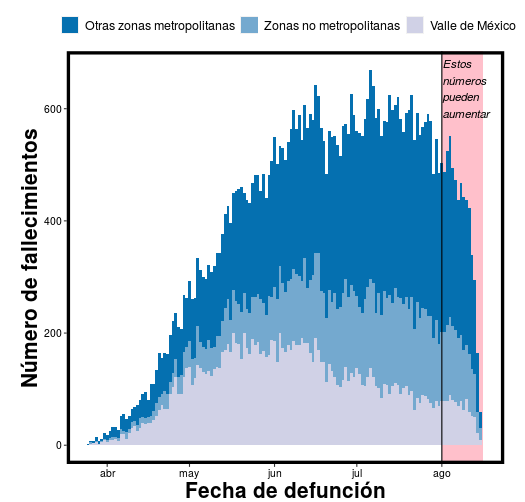 Otras zonas metropolitanas Zonas no metropolitanas Valle de México
Estos
números
pueden
aumentar
600
400
200
0
Número de fallecimientos
abr may jun jul ago
Fecha de defunción